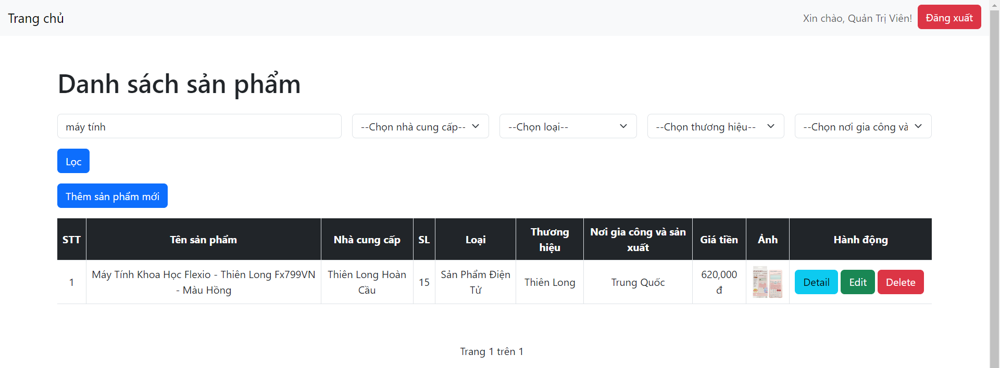 Trang chủ
Xin chào, Quản Trị Viên!
Đăng xuất
Danh sách sản phẩm
máy tính
--Chọn nhà cung cấp--
--Chọn loại--
--Chọn thương hiệu--
--Chọn nơi gia công và
Lọc
Thêm sản phẩm mới
STT
Tên sản phẩm
Nhà cung cấp
SL
Loại
Thương
hiệu
Nơi gia công và sản
xuất
Giá tiền
Ảnh
Hành động
1
Máy Tính Khoa Học Flexio - Thiên Long Fx799VN
- Màu Hồng
Thiên Long Hoàn
Cầu
15
Sản Phẩm Điện
Tử
Thiên Long
Trung Quốc
620,000
đ
Detail
Edit
Delete
Trang 1 trên 1